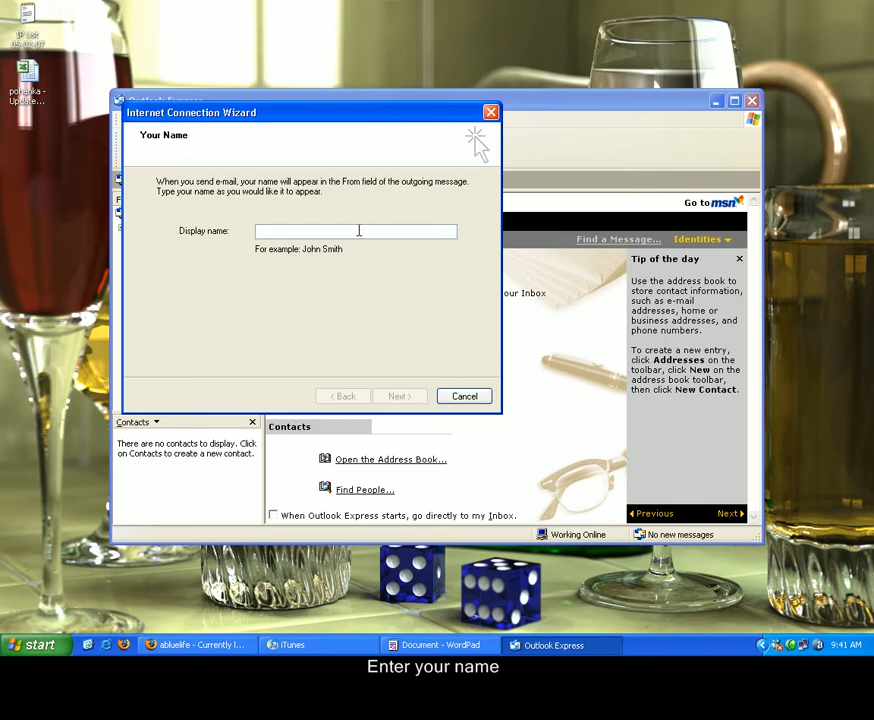 IP List
05.02.07
pohanka -
Update...
Outlook Express
Internet Connection Wizard
Your Name
When you send e-mail, your name will appear in the From field of the outgoing message.
Type your name as you would like it to appear.
Display name:
For example: John Smith
< Back
Next >
Cancel
Go to msn
Find a Message...
Identities
Tip of the day
Use the address book to
store contact information,
such as e-mail
addresses, home or
business addresses, and
phone numbers.
To create a new entry,
click Addresses on the
toolbar, click New on the
address book toolbar,
then click New Contact.
Previous
Next
our Inbox
Contacts
There are no contacts to display. Click
on Contacts to create a new contact.
Contacts
Open the Address Book...
Find People...
When Outlook Express starts, go directly to my Inbox.
Working Online
No new messages
start
abluelife - Currently l...
iTunes
Document - WordPad
Outlook Express
9:41 AM
Enter your name